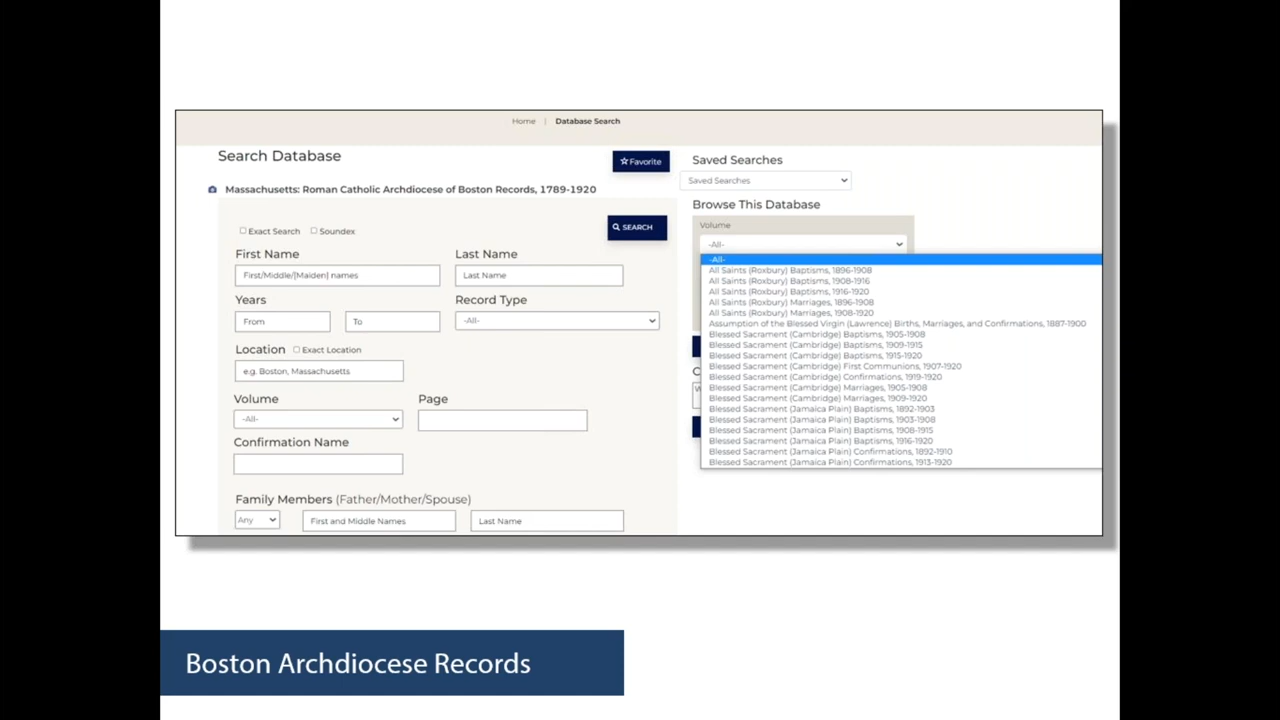 Home | Database Search
Search Database
Favorite
Massachusetts: Roman Catholic Archdiocese of Boston Records, 1789-1920
Exact Search Soundex
SEARCH
First Name Last Name
First/Middle/[Maiden] names Last Name
Years Record Type
From To -All-
Location Exact Location
e.g. Boston, Massachusetts
Volume Page
-All-
Confirmation Name
Family Members (Father/Mother/Spouse)
Any First and Middle Names Last Name
Saved Searches
Saved Searches
Browse This Database
Volume
-All-
-All-
All Saints (Roxbury) Baptisms, 1896-1908
All Saints (Roxbury) Baptisms, 1908-1916
All Saints (Roxbury) Baptisms, 1916-1920
All Saints (Roxbury) Marriages, 1896-1908
All Saints (Roxbury) Marriages, 1908-1920
Assumption of the Blessed Virgin (Lawrence) Births, Marriages, and Confirmations, 1887-1900
Blessed Sacrament (Cambridge) Baptisms, 1905-1908
Blessed Sacrament (Cambridge) Baptisms, 1909-1915
Blessed Sacrament (Cambridge) Baptisms, 1915-1920
Blessed Sacrament (Cambridge) First Communions, 1907-1920
Blessed Sacrament (Cambridge) Confirmations, 1919-1920
Blessed Sacrament (Cambridge) Marriages, 1905-1908
Blessed Sacrament (Cambridge) Marriages, 1909-1920
Blessed Sacrament (Jamaica Plain) Baptisms, 1892-1903
Blessed Sacrament (Jamaica Plain) Baptisms, 1903-1908
Blessed Sacrament (Jamaica Plain) Baptisms, 1908-1915
Blessed Sacrament (Jamaica Plain) Baptisms, 1916-1920
Blessed Sacrament (Jamaica Plain) Confirmations, 1892-1910
Blessed Sacrament (Jamaica Plain) Confirmations, 1913-1920
Boston Archdiocese Records